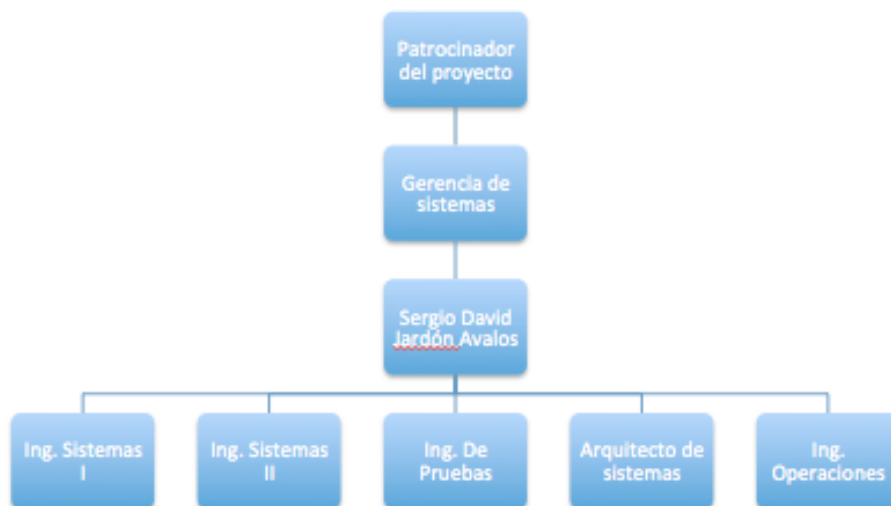 Patrocinador
del proyecto
Gerencia de
sistemas
Sergio David
Jardón Avalos
Ing. Sistemas
I
Ing. Sistemas
II
Ing. De
Pruebas
Arquitecto de
sistemas
Ing.
Operaciones